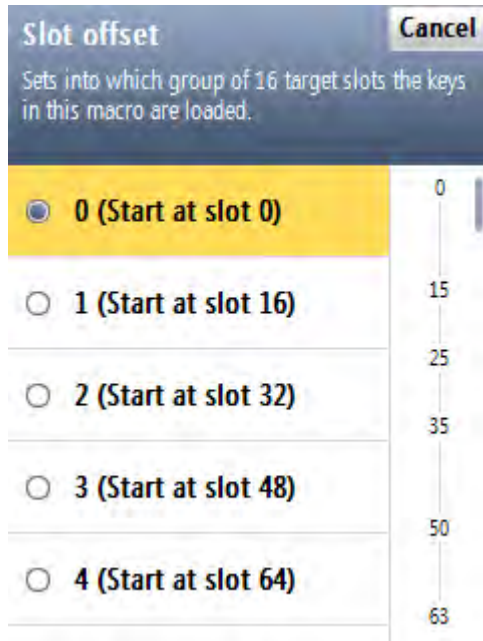 Slot offset
Cancel
Sets into which group of 16 target slots the keys
in this macro are loaded.
0 (Start at slot 0)
1 (Start at slot 16)
2 (Start at slot 32)
3 (Start at slot 48)
4 (Start at slot 64)
0
15
25
35
50
63